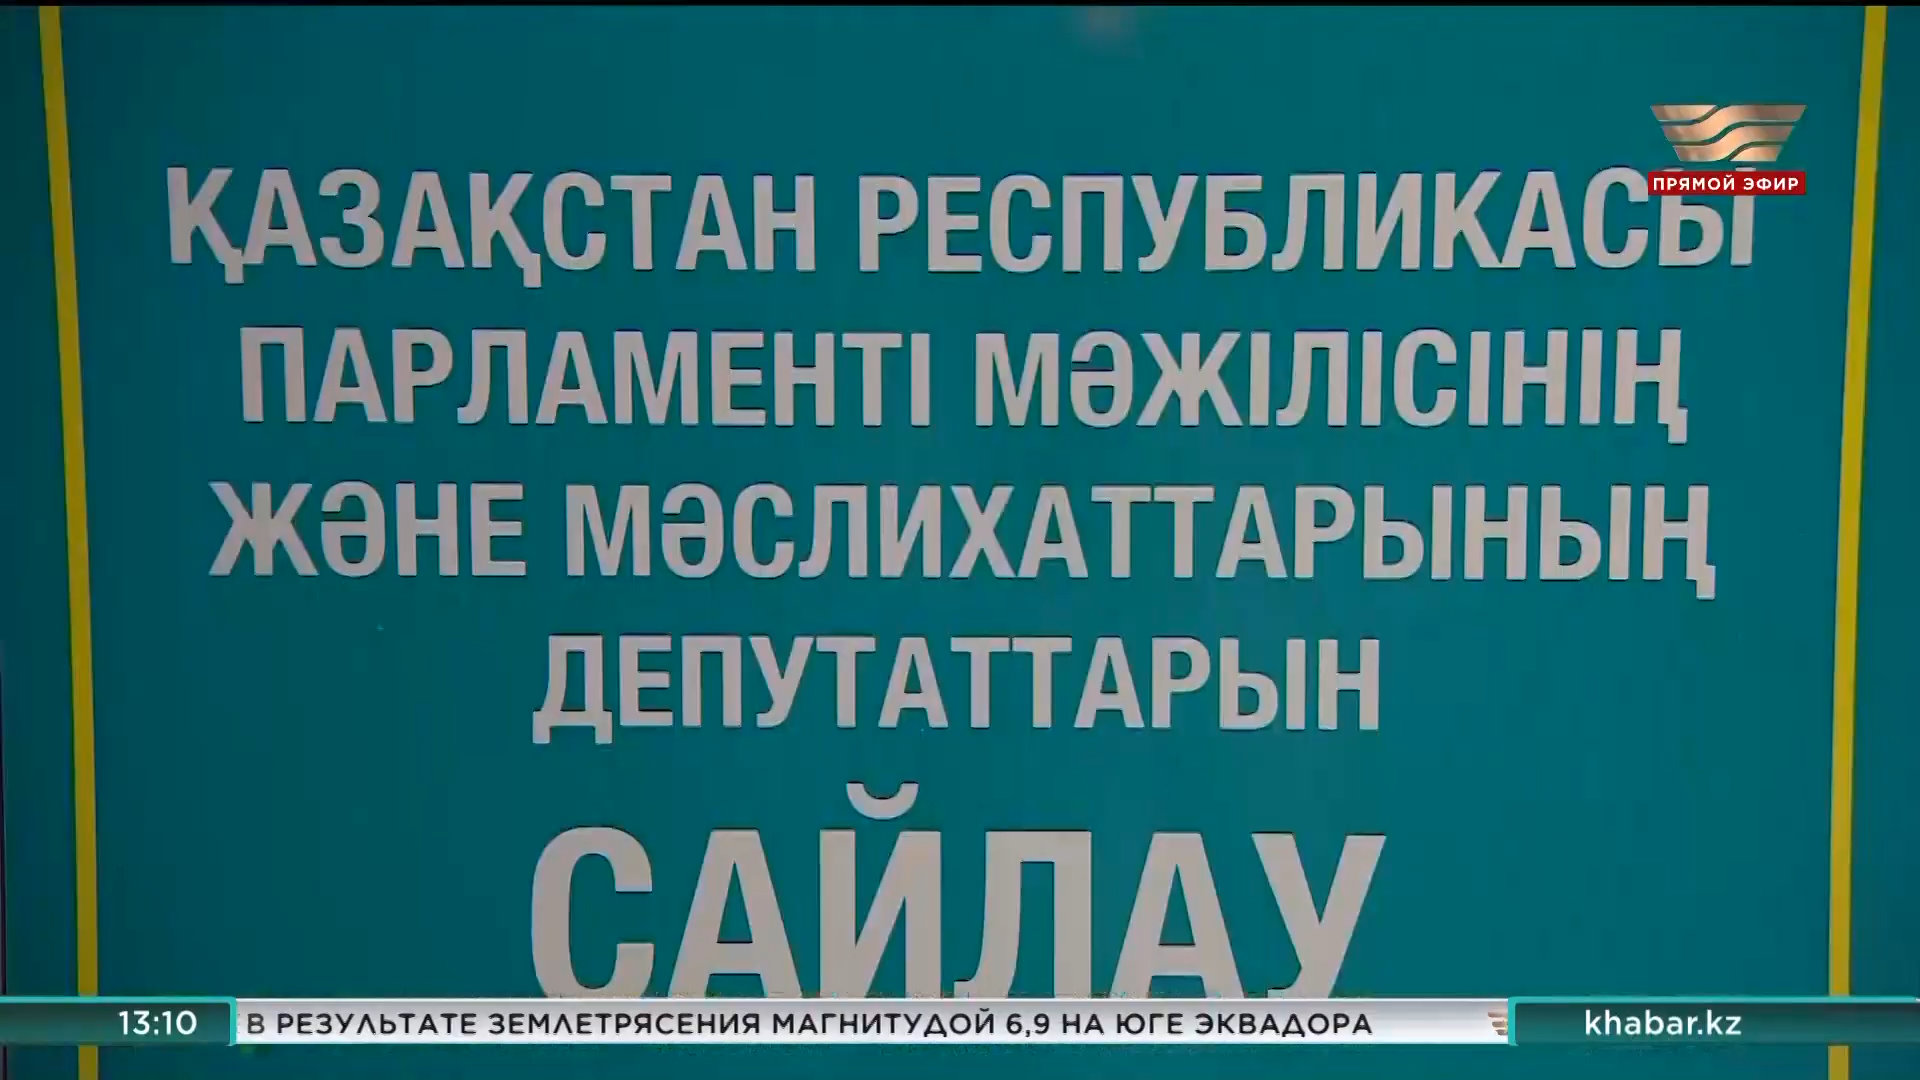 ПРЯМОЙ ЭФИР
ҚАЗАҚСТАН РЕСПУБЛИКАСЫ
ПАРЛАМЕНТІ МӘЖІЛІСІНІҢ
ЖӘНЕ МӘСЛИХАТТАРЫНЫҢ
ДЕПУТАТТАРЫН
САЙЛАУ
13:10
В РЕЗУЛЬТАТЕ ЗЕМЛЕТРЯСЕНИЯ МАГНИТУДОЙ 6,9 НА ЮГЕ ЭКВАДОРА
khabar.kz